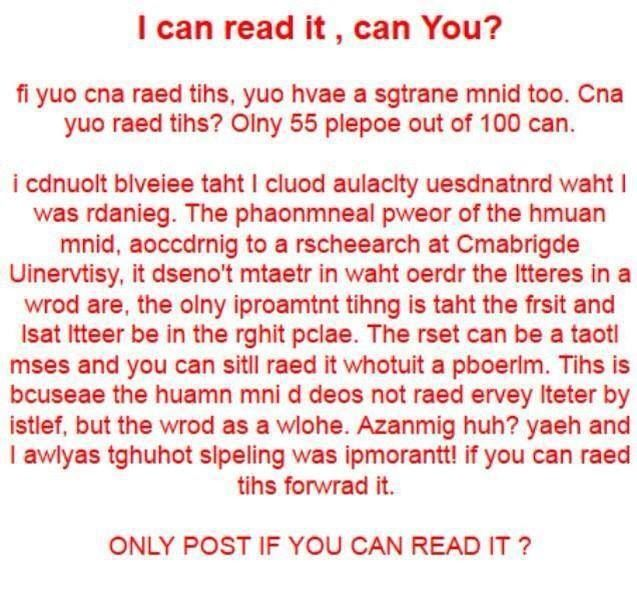 I can read it , can You?
fi yuo cna raed tihs, yuo hvae a sgtrane mnid too. Cna
yuo raed tihs? Olny 55 plepoe out of 100 can.
i cdnuolt blveiee taht I cluod aulaclty uesdnatnrd waht I
was rdanieg. The phaonmneal pweor of the hmuan
mnid, aoccdrnig to a rscheearch at Cmabrigde
Uinervtisy, it dseno't mtaetr in waht oerdr the ltteres in a
wrod are, the olny iproamtnt tihng is taht the frsit and
lsat ltteer be in the rghit pclae. The rset can be a taotl
mses and you can sitll raed it whotuit a pboerlm. Tihs is
bcuseae the huamn mni d deos not raed ervey lteter by
istlef, but the wrod as a wlohe. Azanmig huh? yaeh and
I awlyas tghuhot slpeling was ipmorantt! if you can raed
tihs forwrad it.
ONLY POST IF YOU CAN READ IT ?